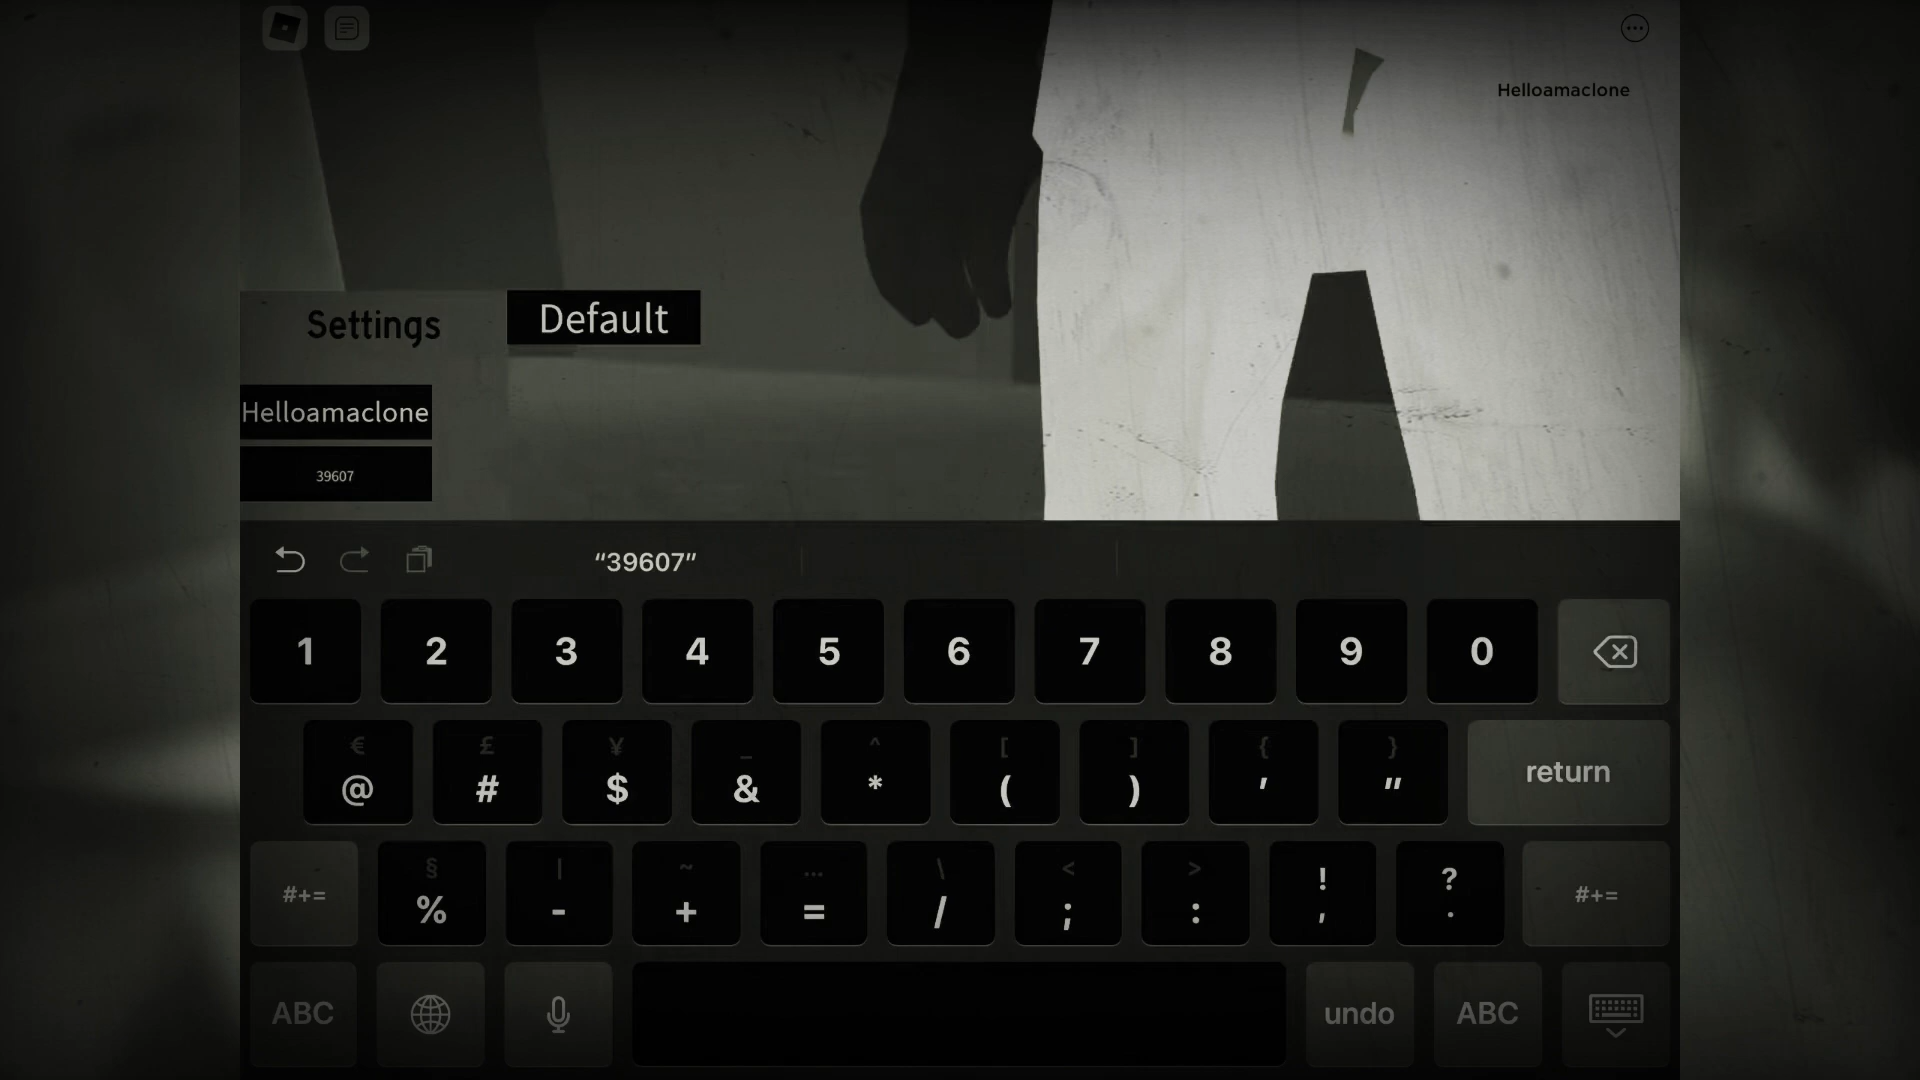 Helloamaclone
Settings
Default
Helloamaclone
39607
“39607”
1 2 3 4 5 6 7 8 9 0
€ £ ¥ _ ^ [ ] { }
@ # $ & * ( ) ' " return
§ | ~ … \ < > ! ?
#+= % - + = / ; : , . #+=
ABC undo ABC